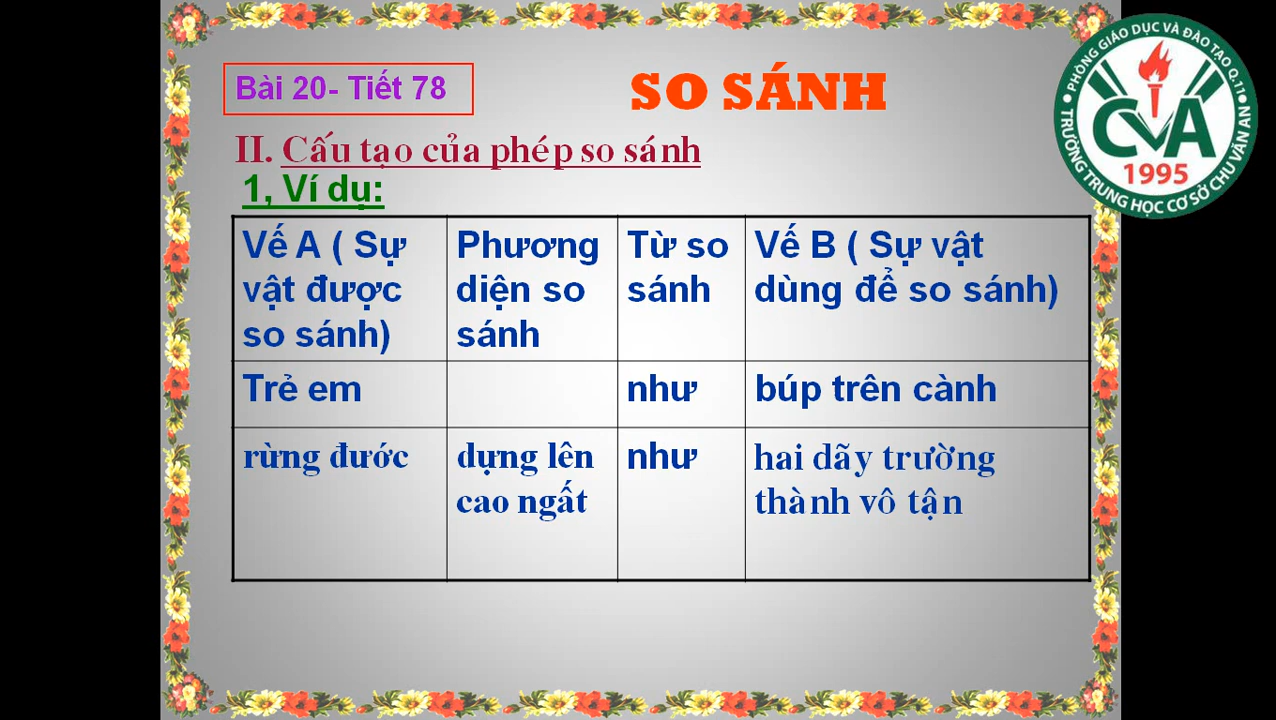 Bài 20- Tiết 78
SO SÁNH
PHÒNG GIÁO DỤC VÀ ĐÀO TẠO Q.11
TRƯỜNG TRUNG HỌC CƠ SỞ CHU VĂN AN
CVA
1995
II. Cấu tạo của phép so sánh
1, Ví dụ:
Vế A ( Sự
vật được
so sánh)
Phương
diện so
sánh
Từ so
sánh
Vế B ( Sự vật
dùng để so sánh)
Trẻ em
như
búp trên cành
rừng đước
dựng lên
cao ngất
như
hai dãy trường
thành vô tận